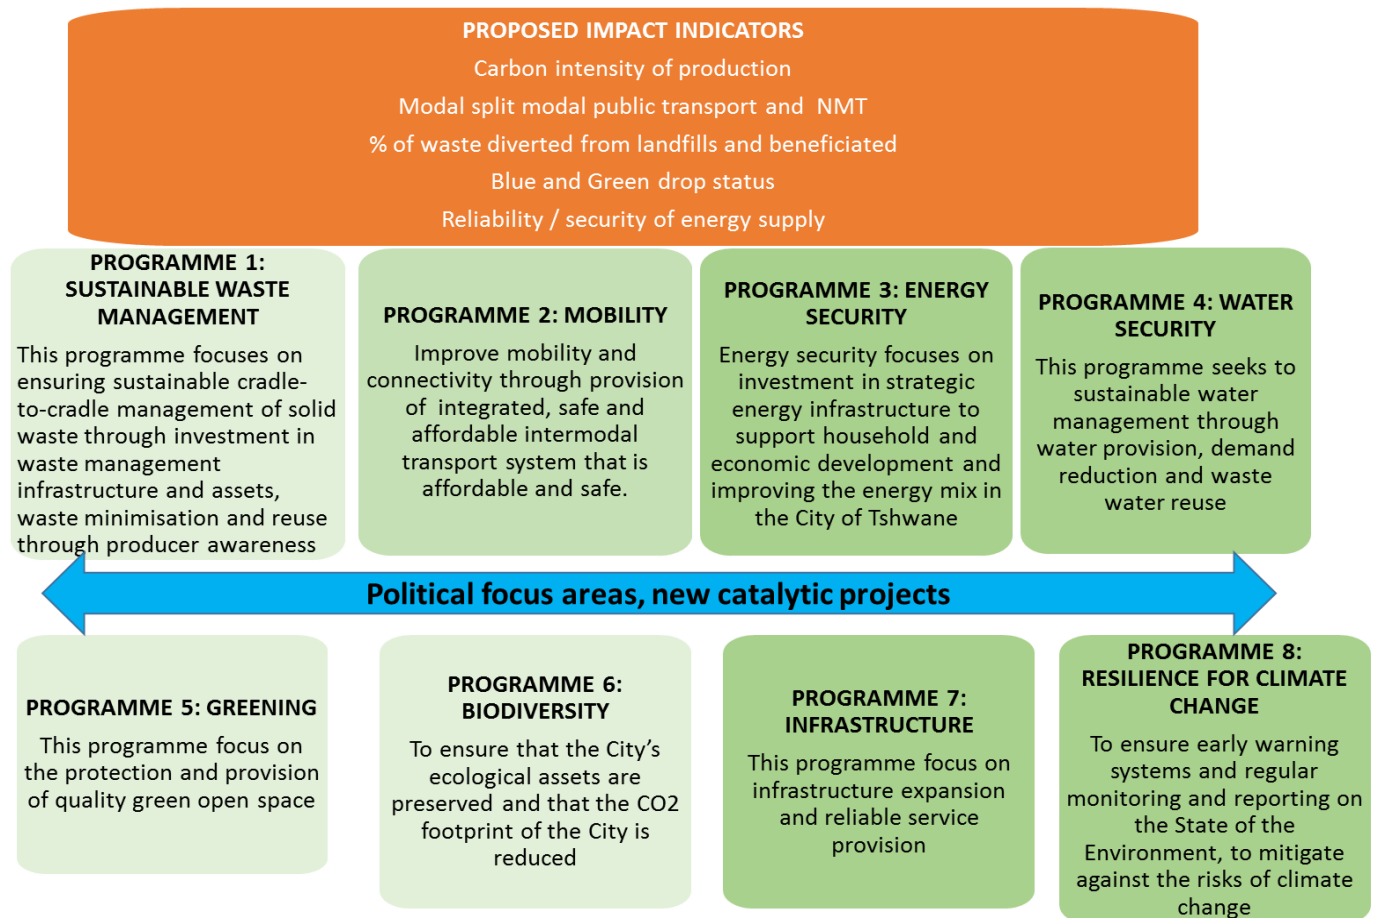 PROPOSED IMPACT INDICATORS
Carbon intensity of production
Modal split modal public transport and NMT
% of waste diverted from landfills and beneficiated
Blue and Green drop status
Reliability / security of energy supply
PROGRAMME 1:
SUSTAINABLE WASTE
MANAGEMENT
This programme focuses on
ensuring sustainable cradle-
to-cradle management of solid
waste through investment in
waste management
infrastructure and assets,
waste minimisation and reuse
through producer awareness
PROGRAMME 2: MOBILITY
Improve mobility and
connectivity through provision
of integrated, safe and
affordable intermodal
transport system that is
affordable and safe.
PROGRAMME 3: ENERGY
SECURITY
Energy security focuses on
investment in strategic
energy infrastructure to
support household and
economic development and
improving the energy mix in
the City of Tshwane
PROGRAMME 4: WATER
SECURITY
This programme seeks to
sustainable water
management through
water provision, demand
reduction and waste
water reuse
Political focus areas, new catalytic projects
PROGRAMME 5: GREENING
This programme focus on
the protection and provision
of quality green open space
PROGRAMME 6:
BIODIVERSITY
To ensure that the City’s
ecological assets are
preserved and that the CO2
footprint of the City is
reduced
PROGRAMME 7:
INFRASTRUCTURE
This programme focus on
infrastructure expansion
and reliable service
provision
PROGRAMME 8:
RESILIENCE FOR CLIMATE
CHANGE
To ensure early warning
systems and regular
monitoring and reporting on
the State of the
Environment, to mitigate
against the risks of climate
change